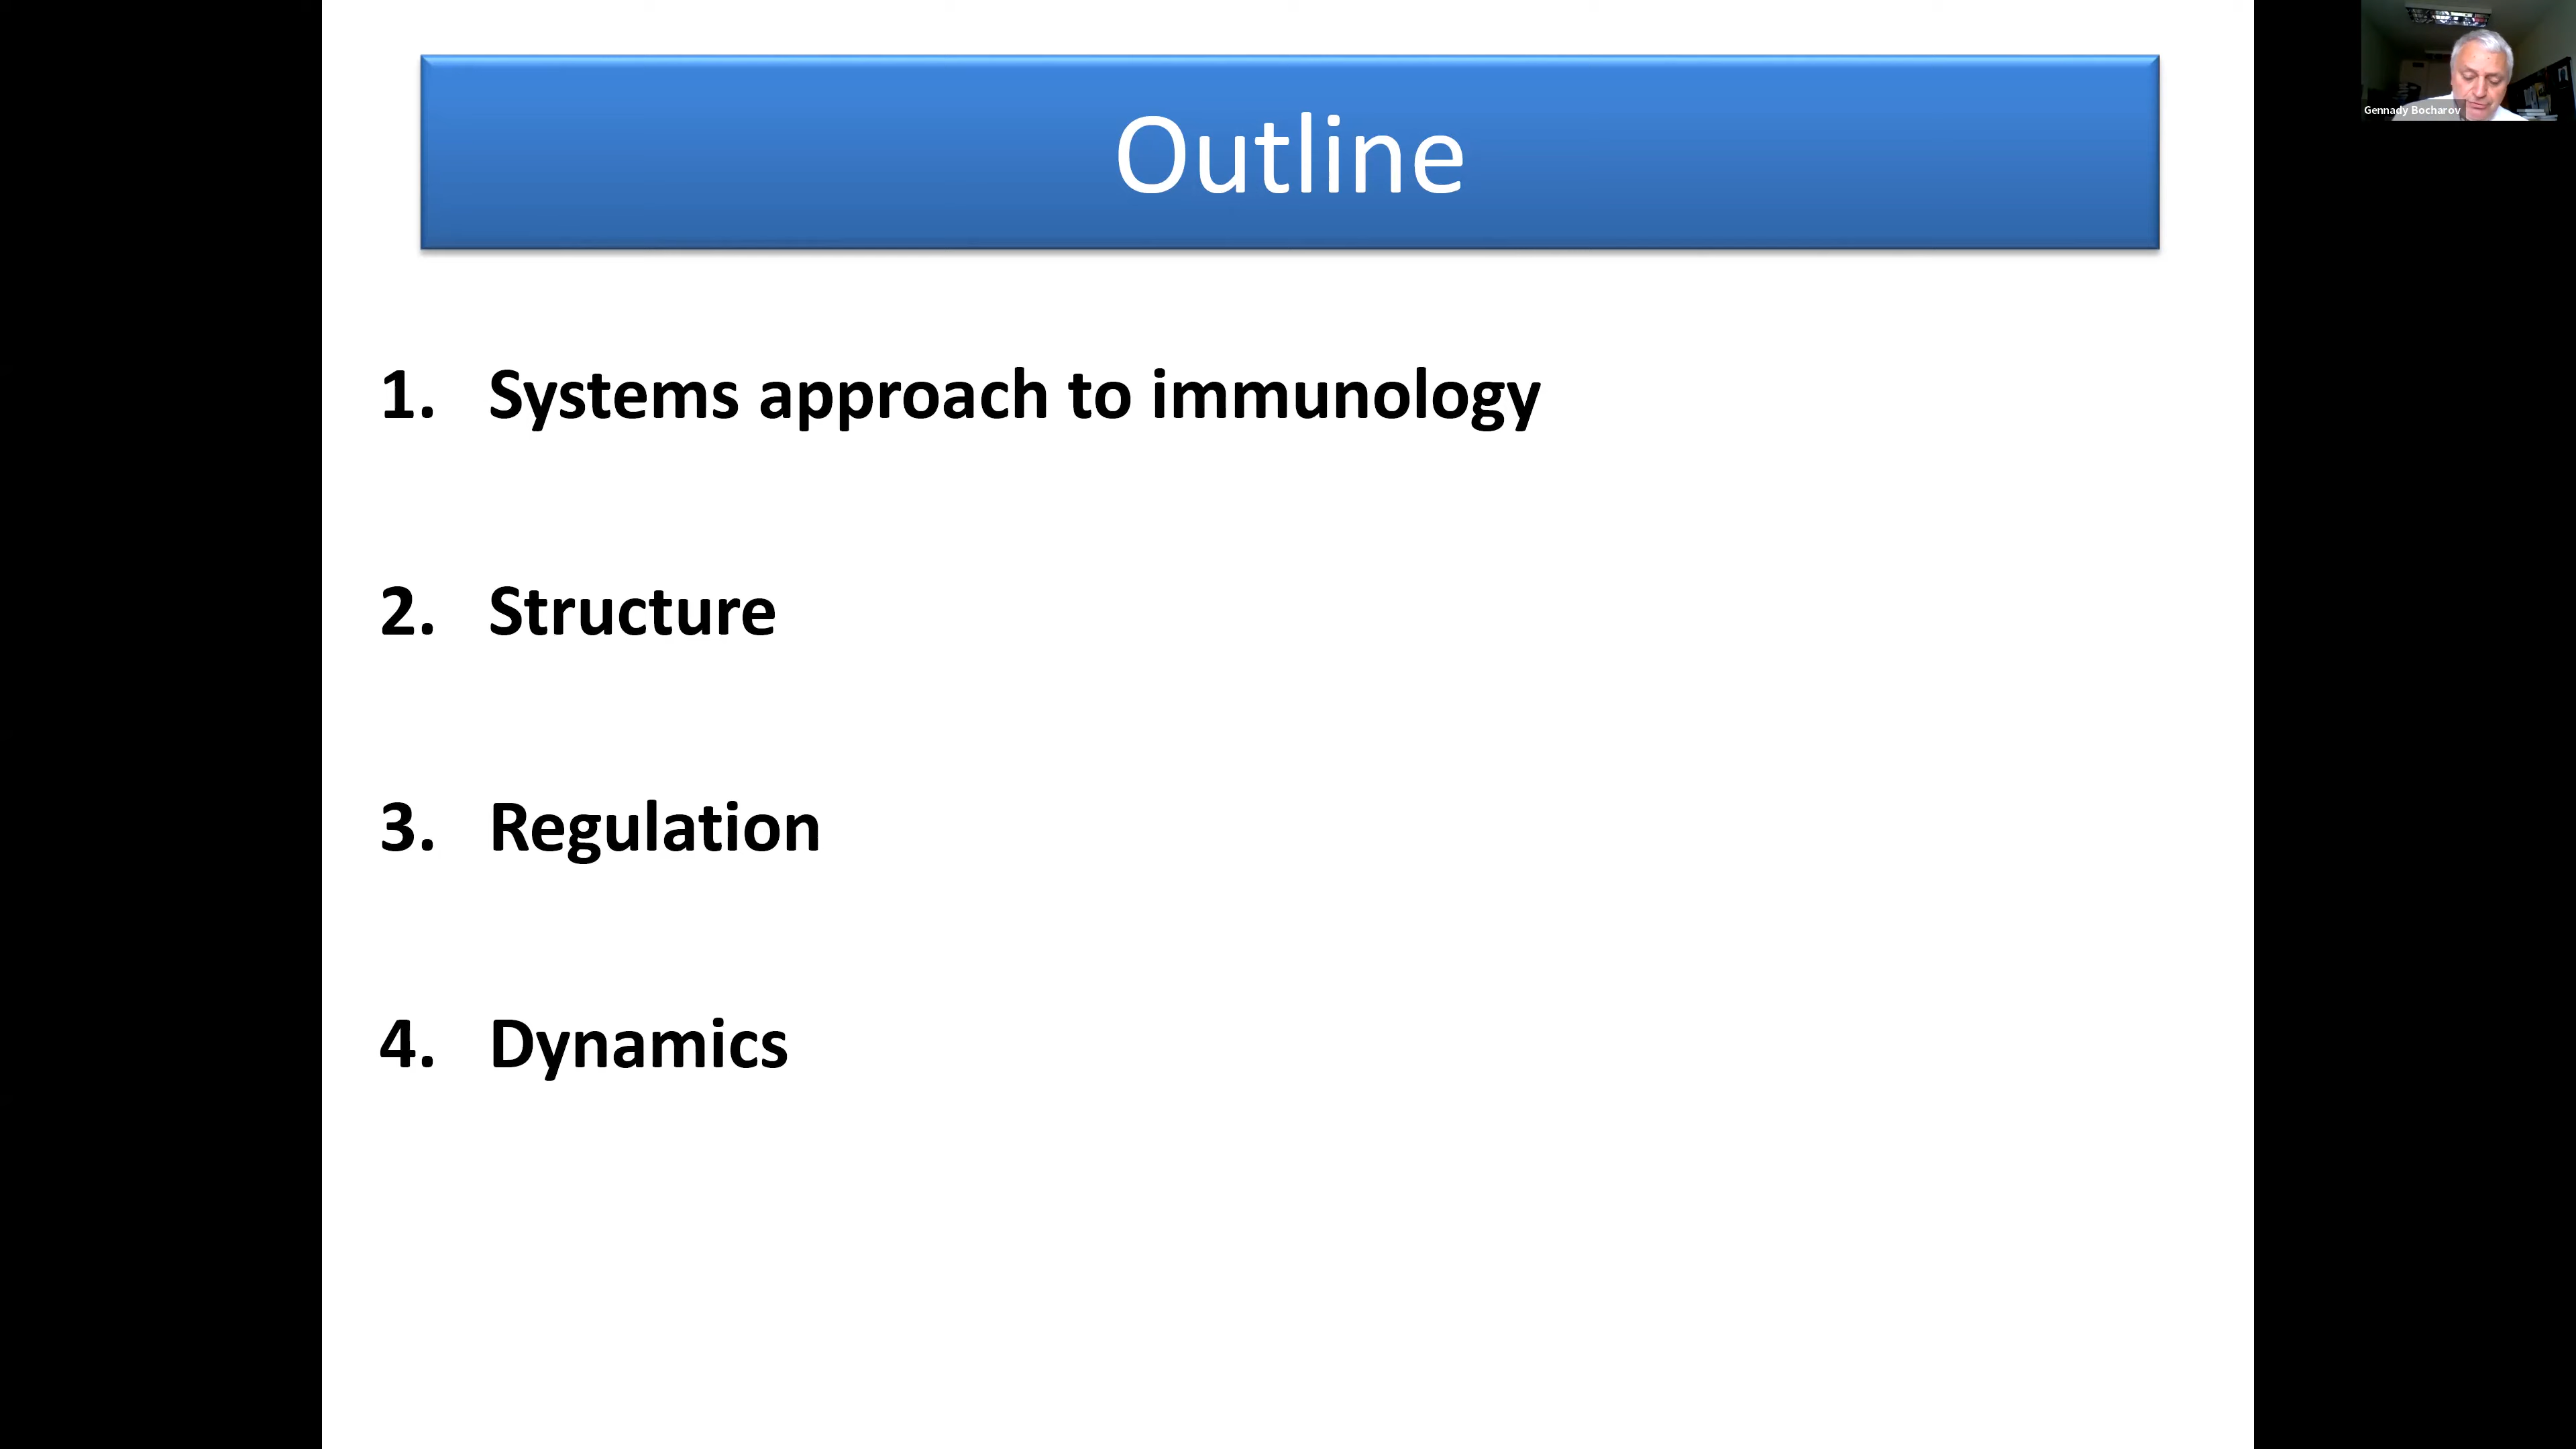 Outline
Gennady Bocharov
1. Systems approach to immunology
2. Structure
3. Regulation
4. Dynamics